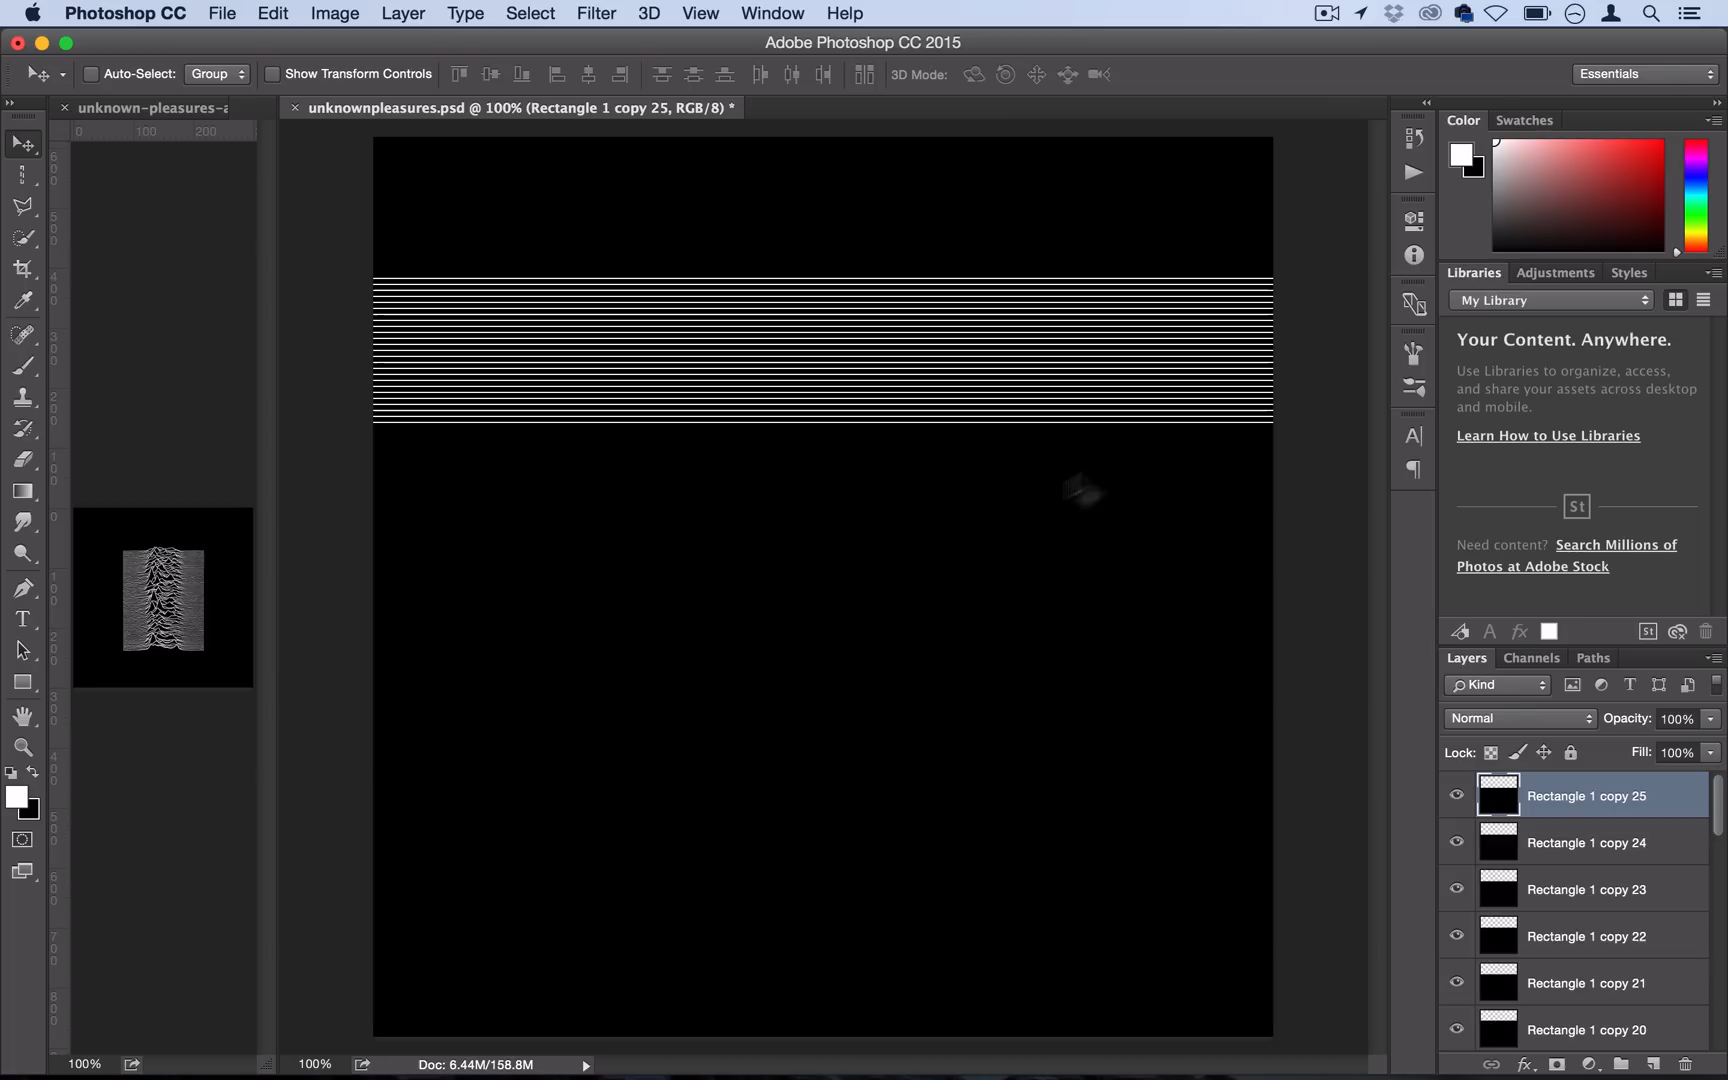 Photoshop CC File Edit Image Layer Type Select Filter 3D View Window Help
Adobe Photoshop CC 2015
Auto-Select: Group Show Transform Controls 3D Mode: Essentials
unknown-pleasures-a unknownpleasures.psd @ 100% (Rectangle 1 copy 25, RGB/8) *
0 100 200
Color Swatches
Libraries Adjustments Styles
My Library
Your Content. Anywhere.
Use Libraries to organize, access,
and share your assets across desktop
and mobile.
Learn How to Use Libraries
St
Need content? Search Millions of
Photos at Adobe Stock
St
Layers Channels Paths
Kind
Normal Opacity: 100%
Lock: Fill: 100%
Rectangle 1 copy 25
Rectangle 1 copy 24
Rectangle 1 copy 23
Rectangle 1 copy 22
Rectangle 1 copy 21
Rectangle 1 copy 20
100% 100% Doc: 6.44M/158.8M